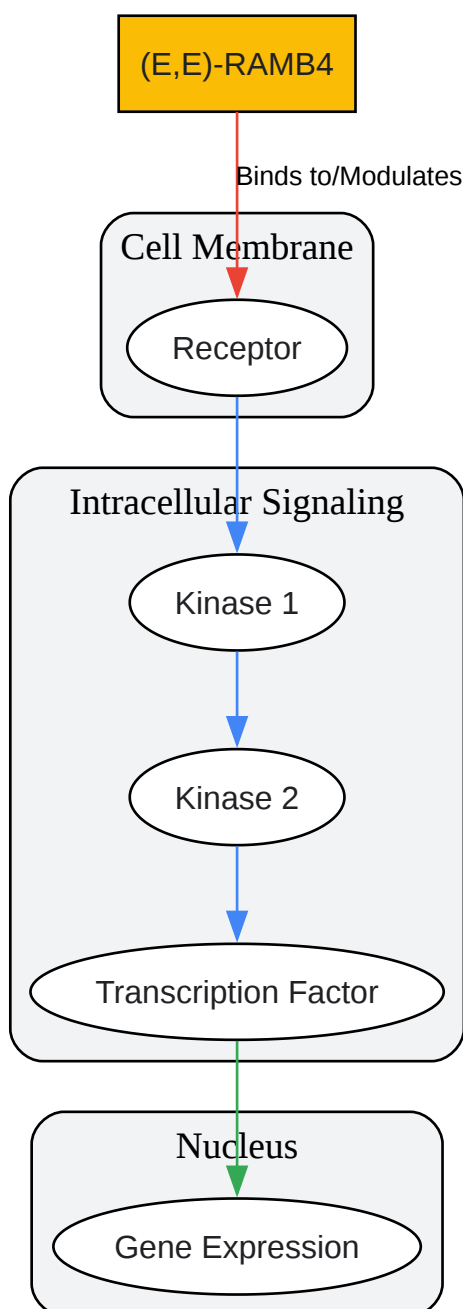 (E,E)-RAMB4
Binds to/Modulates
Cell Membrane
Receptor
Intracellular Signaling
Kinase 1
Kinase 2
Transcription Factor
Nucleus
Gene Expression